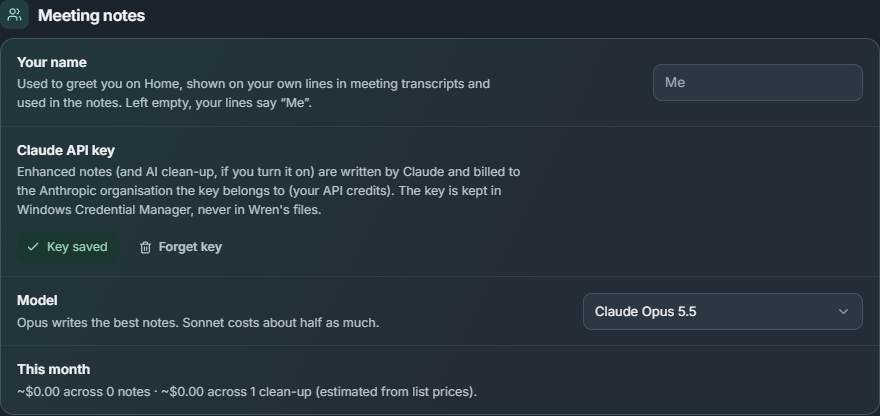 Meeting notes
Your name
Used to greet you on Home, shown on your own lines in meeting transcripts and
used in the notes. Left empty, your lines say “Me”.
Me
Claude API key
Enhanced notes (and AI clean-up, if you turn it on) are written by Claude and billed to
the Anthropic organisation the key belongs to (your API credits). The key is kept in
Windows Credential Manager, never in Wren's files.
Key saved
Forget key
Model
Opus writes the best notes. Sonnet costs about half as much.
Claude Opus 5.5
This month
~$0.00 across 0 notes · ~$0.00 across 1 clean-up (estimated from list prices).